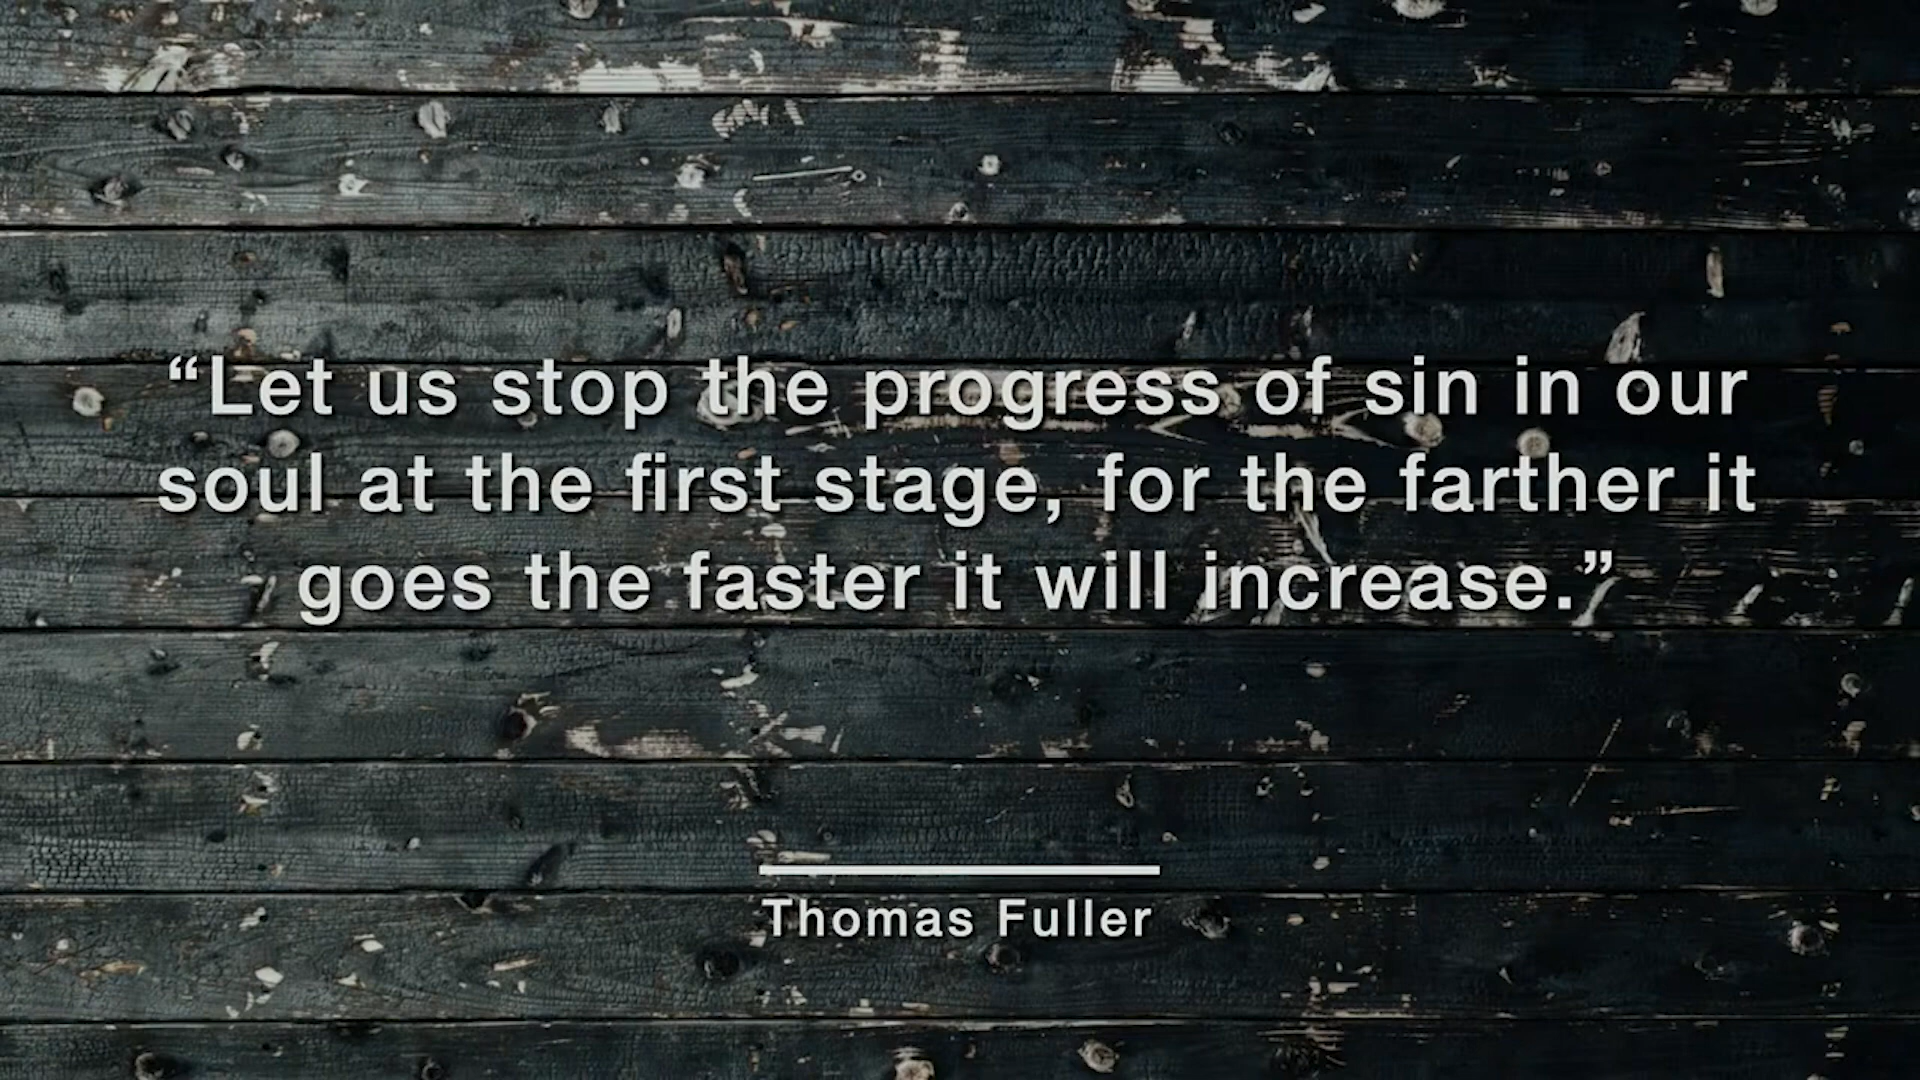 “Let us stop the progress of sin in our
soul at the first stage, for the farther it
goes the faster it will increase.”
Thomas Fuller